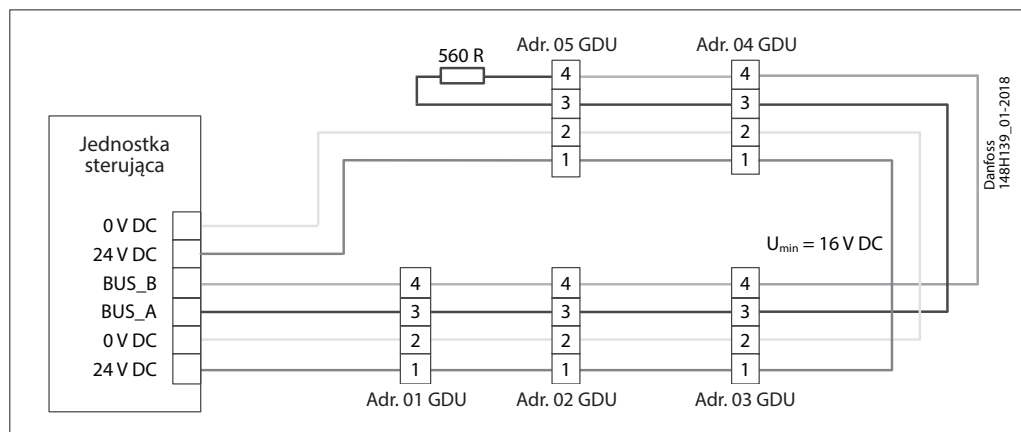 Adr. 05 GDU
Adr. 04 GDU
560 R
4
4
3
3
2
2
1
1
Danfoss
148H139_01-2018
Jednostka
sterująca
0 V DC
24 V DC
BUS_B
BUS_A
0 V DC
24 V DC
Umin = 16 V DC
4
4
4
3
3
3
2
2
2
1
1
1
Adr. 01 GDU
Adr. 02 GDU
Adr. 03 GDU